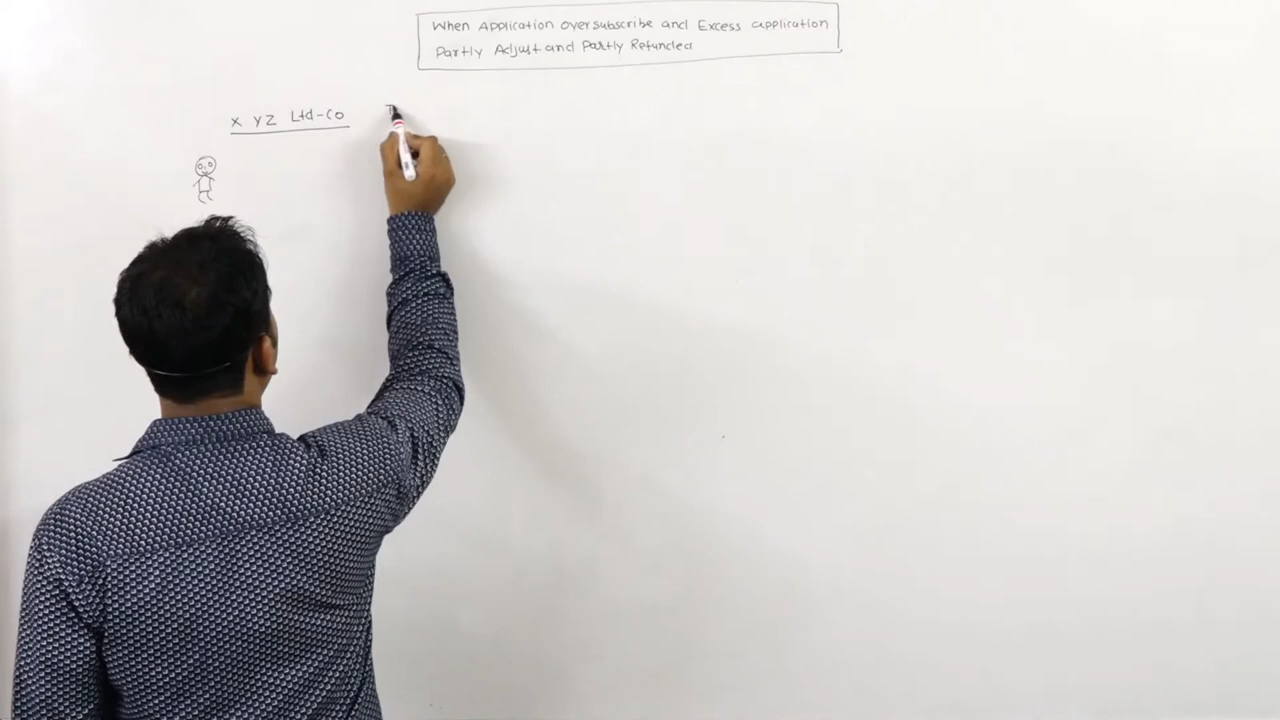 When Application oversubscribe and Excess application
Partly Adjust and Partly Refunded
X YZ Ltd-Co